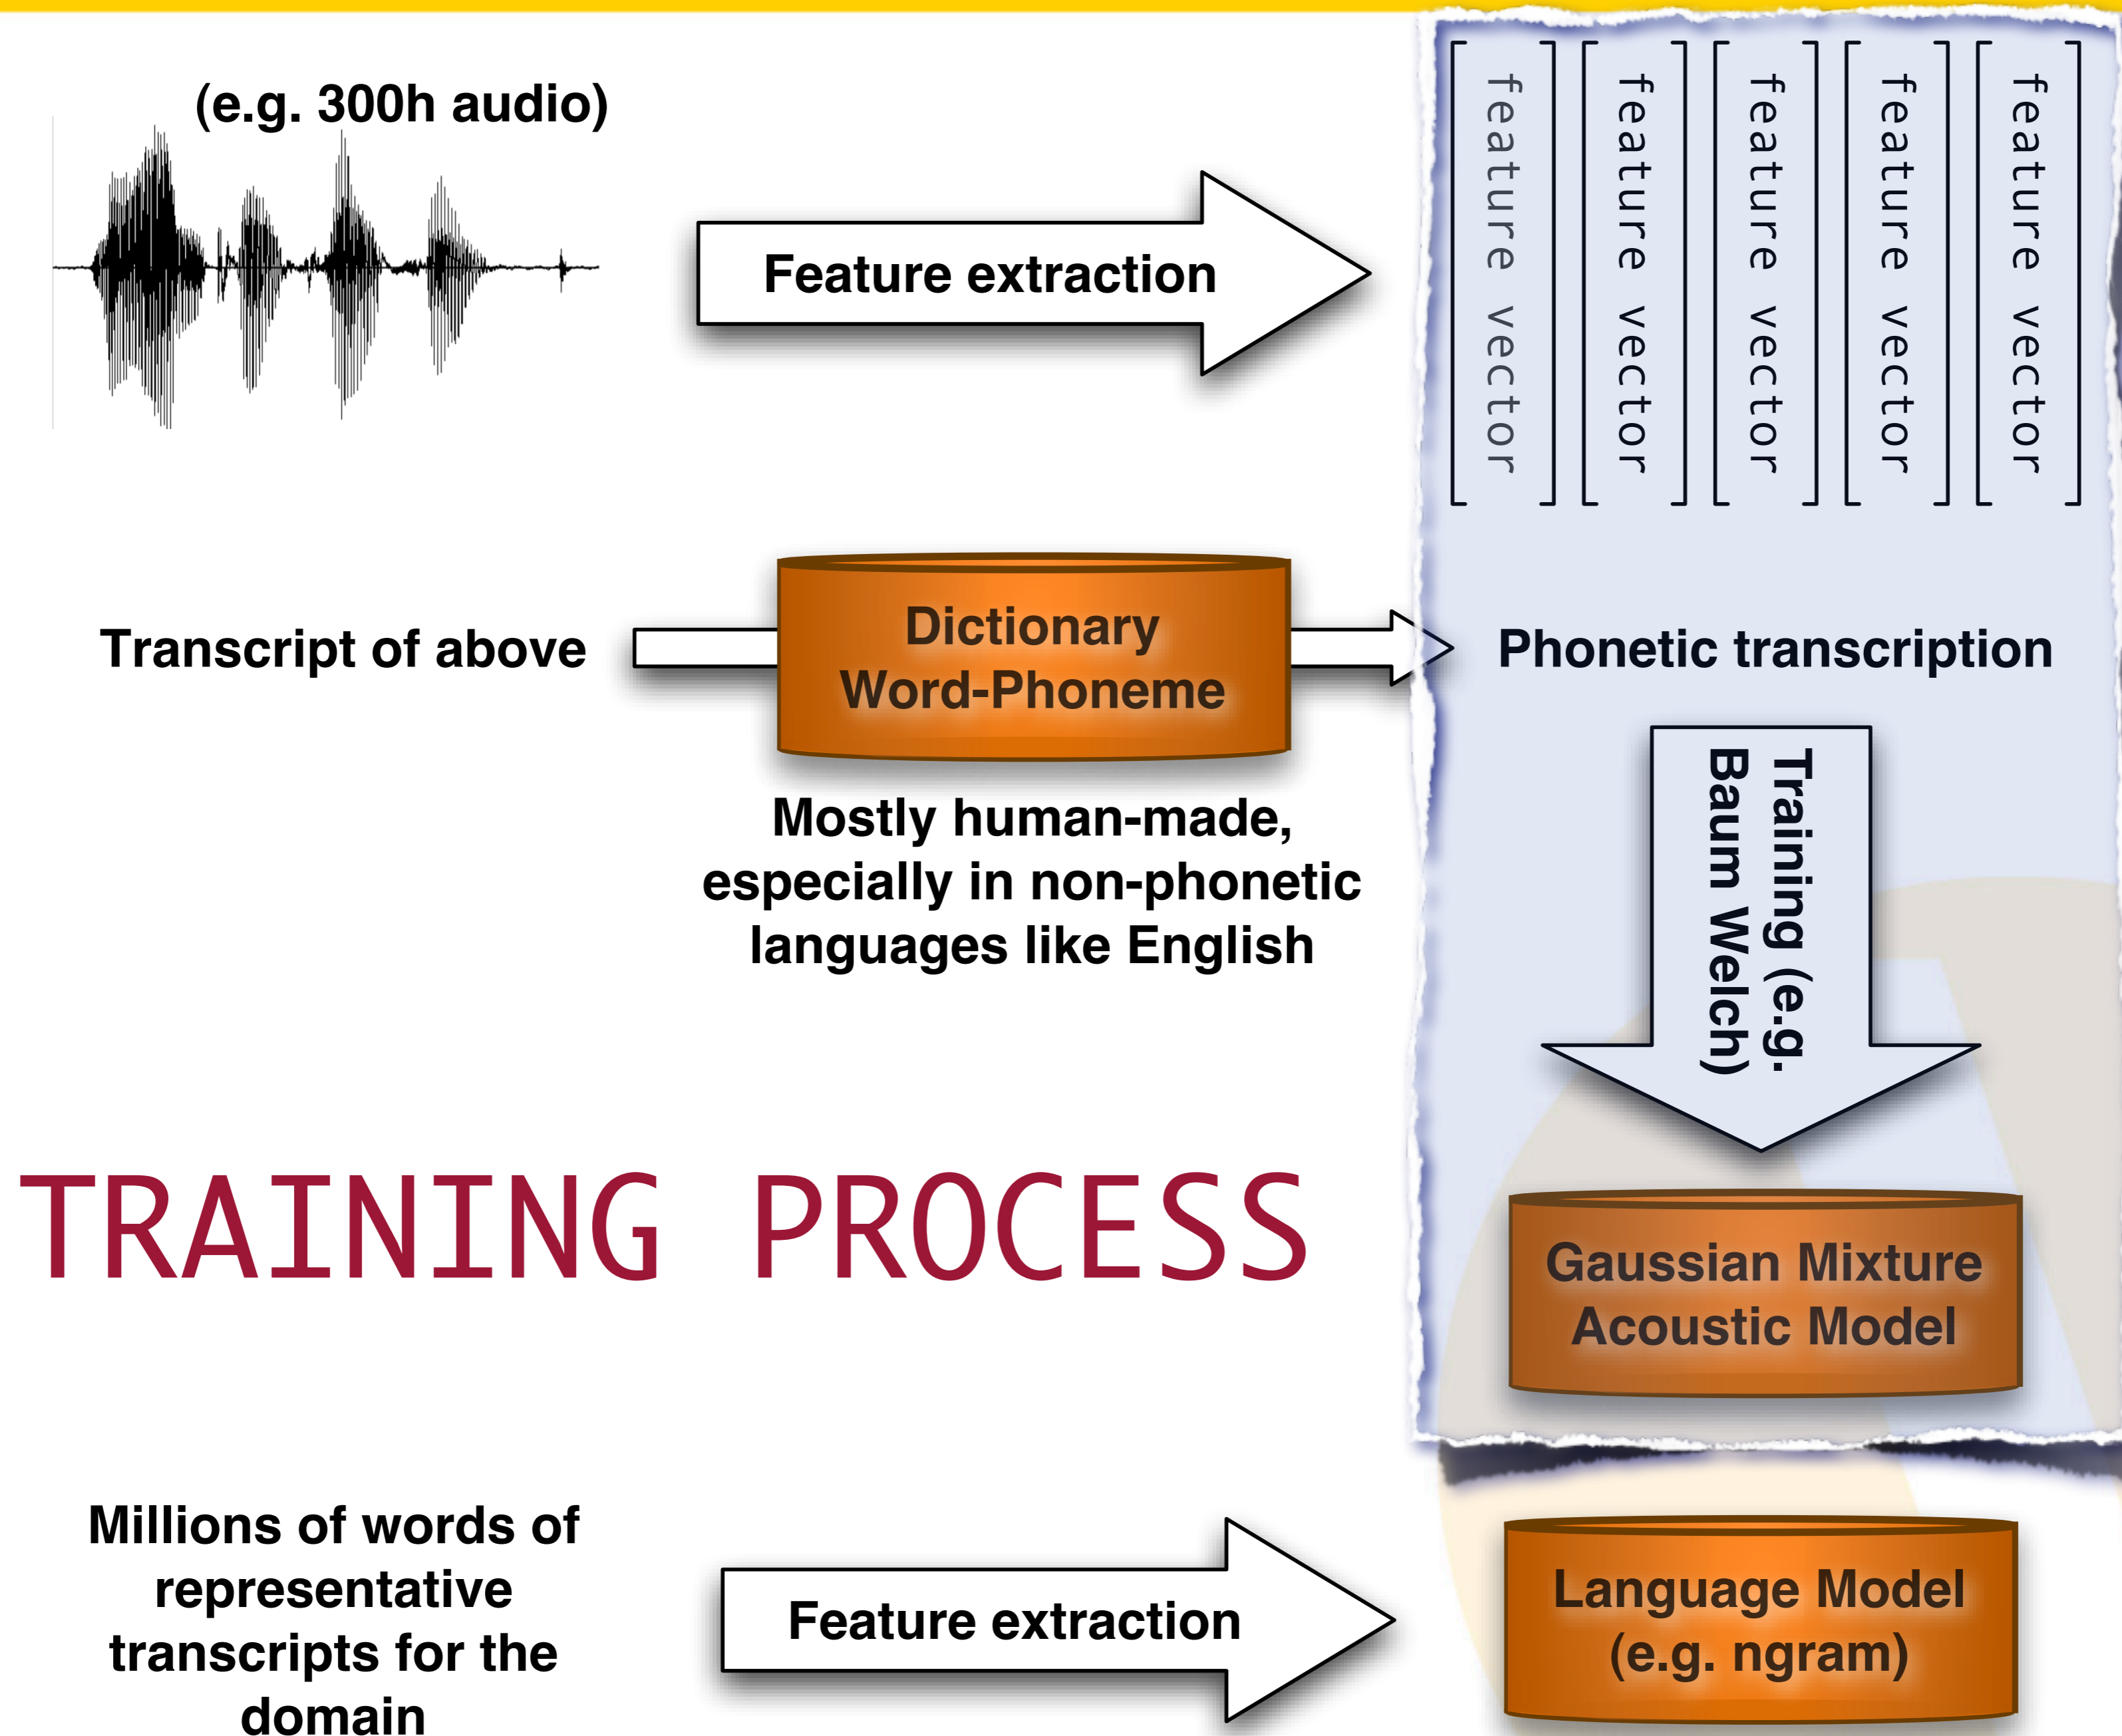 (e.g. 300h audio)
Feature extraction
feature vector
feature vector
feature vector
feature vector
feature vector
Transcript of above
Dictionary
Word-Phoneme
Phonetic transcription
Mostly human-made,
especially in non-phonetic
languages like English
Training (e.g.
Baum Welch)
TRAINING PROCESS
Gaussian Mixture
Acoustic Model
Millions of words of
representative
transcripts for the
domain
Feature extraction
Language Model
(e.g. ngram)